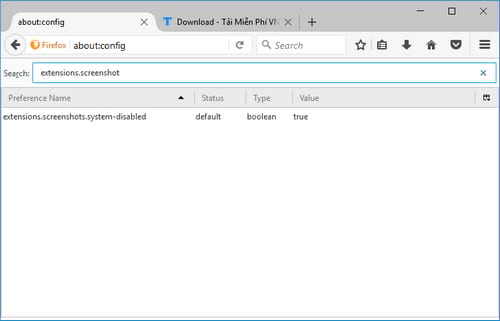 about:config
Download - Tải Miễn Phí VN
Firefox
about:config
Search
Search:
extensions.screenshot
Preference Name Status Type Value
extensions.screenshots.system-disabled default boolean true